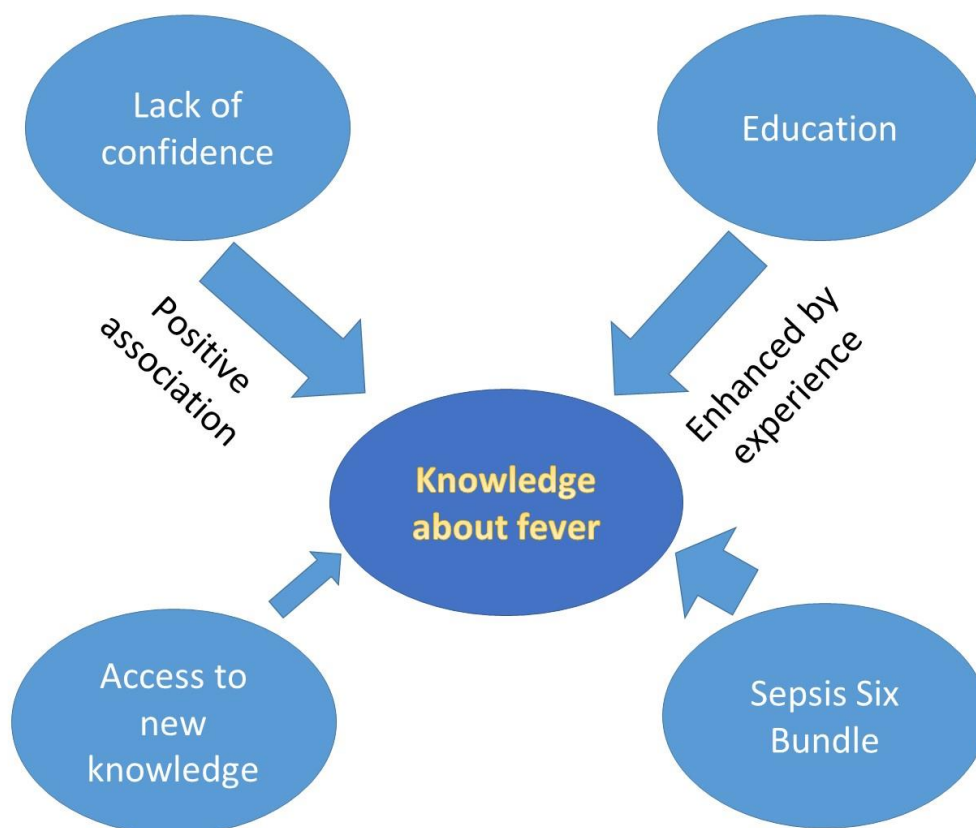 Lack of
confidence
Education
Positive
association
Enhanced by
experience
Knowledge
about fever
Access to
new
knowledge
Sepsis Six
Bundle